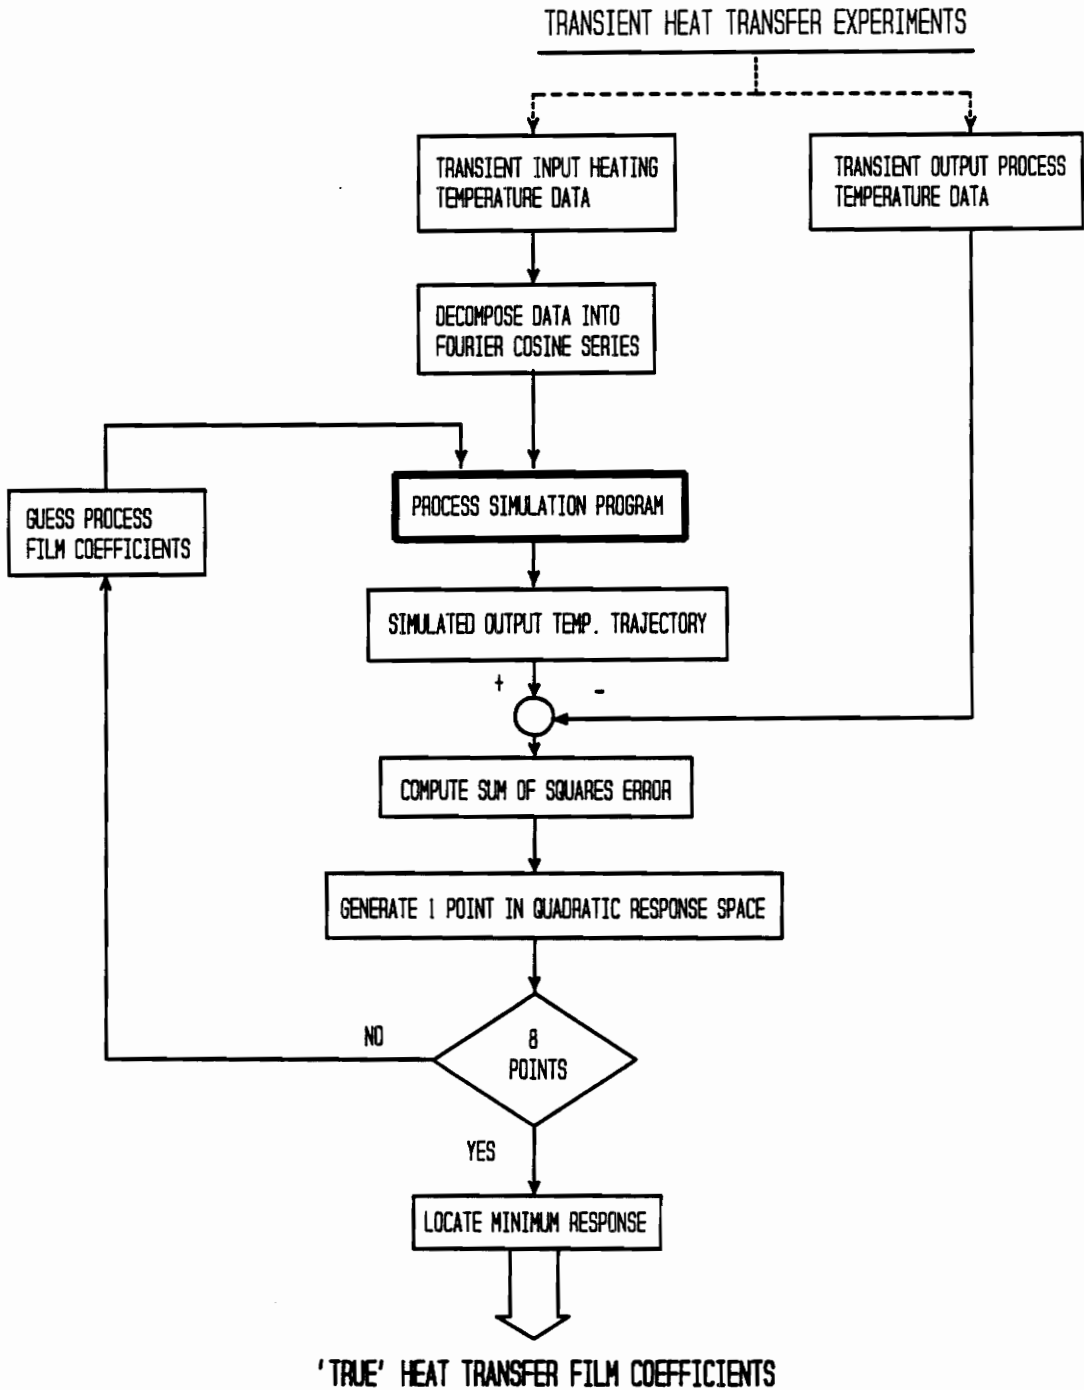 TRANSIENT HEAT TRANSFER EXPERIMENTS
TRANSIENT INPUT HEATING
TEMPERATURE DATA
TRANSIENT OUTPUT PROCESS
TEMPERATURE DATA
DECOMPOSE DATA INTO
FOURIER COSINE SERIES
GUESS PROCESS
FILM COEFFICIENTS
PROCESS SIMULATION PROGRAM
SIMULATED OUTPUT TEMP. TRAJECTORY
+
-
COMPUTE SUM OF SQUARES ERROR
GENERATE 1 POINT IN QUADRATIC RESPONSE SPACE
NO
8
POINTS
YES
LOCATE MINIMUM RESPONSE
'TRUE' HEAT TRANSFER FILM COEFFICIENTS